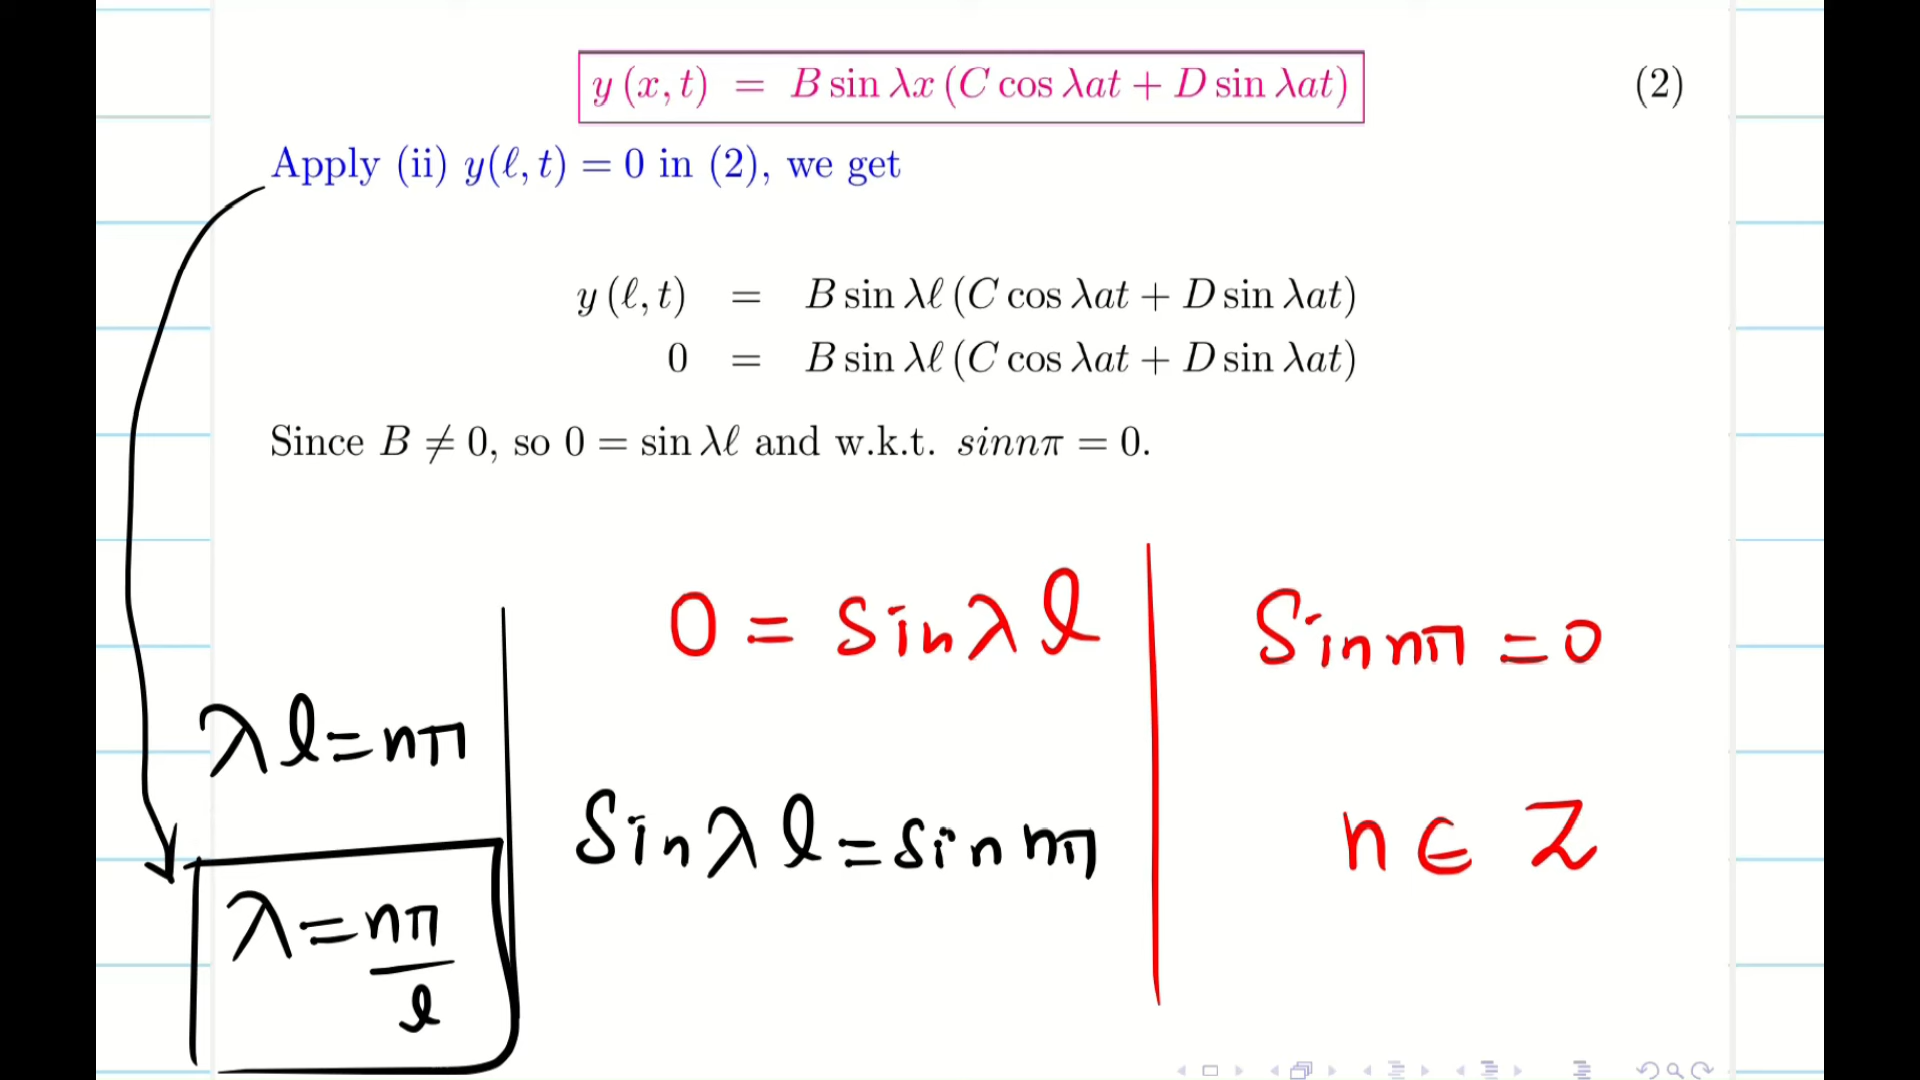 y (x, t) = B sin λx (C cos λat + D sin λat) (2)
Apply (ii) y(ℓ, t) = 0 in (2), we get
y (ℓ, t) = B sin λℓ (C cos λat + D sin λat)
0 = B sin λℓ (C cos λat + D sin λat)
Since B ≠ 0, so 0 = sin λℓ and w.k.t. sinnπ = 0.
0 = Sin λ l
Sin nπ = 0
λ l = nπ
Sin λ l = sin nπ
n ∈ Z
λ = nπ / l